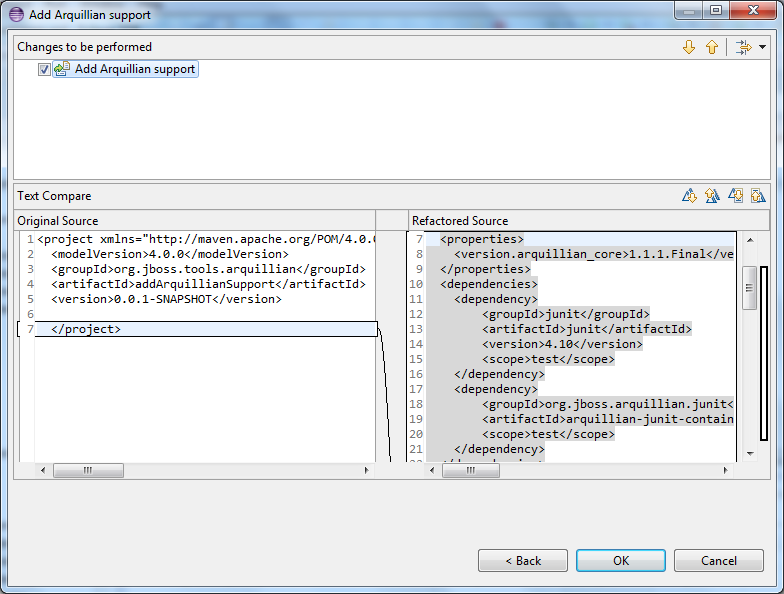 Add Arquillian support
Changes to be performed
Add Arquillian support
Text Compare
Original Source
1 <project xmlns="http://maven.apache.org/POM/4.0.
2 <modelVersion>4.0.0</modelVersion>
3 <groupId>org.jboss.tools.arquillian</groupId>
4 <artifactId>addArquillianSupport</artifactId>
5 <version>0.0.1-SNAPSHOT</version>
6
7 </project>
Refactored Source
7 <properties>
8 <version.arquillian_core>1.1.1.Final</ve
9 </properties>
10 <dependencies>
11 <dependency>
12 <groupId>junit</groupId>
13 <artifactId>junit</artifactId>
14 <version>4.10</version>
15 <scope>test</scope>
16 </dependency>
17 <dependency>
18 <groupId>org.jboss.arquillian.junit<
19 <artifactId>arquillian-junit-contain
20 <scope>test</scope>
21 </dependency>
< Back
OK
Cancel